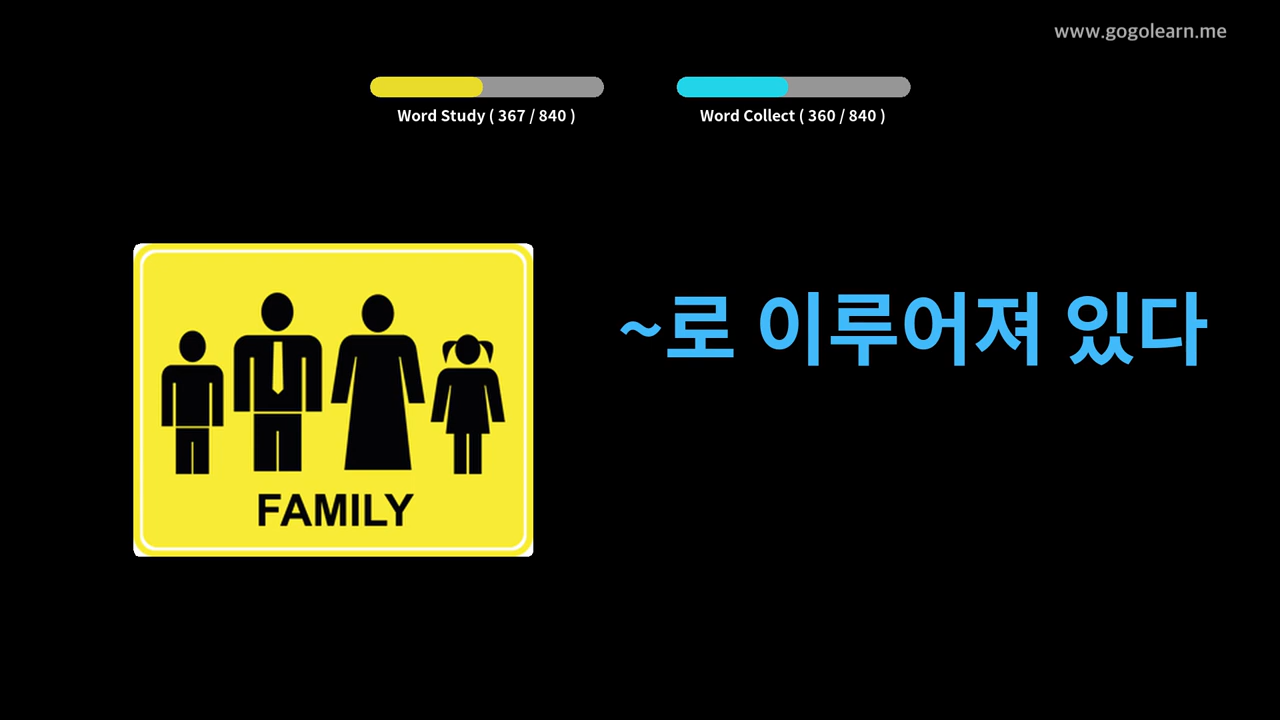 www.gogolearn.me
Word Study ( 367 / 840 )
Word Collect ( 360 / 840 )
~로 이루어져 있다
FAMILY